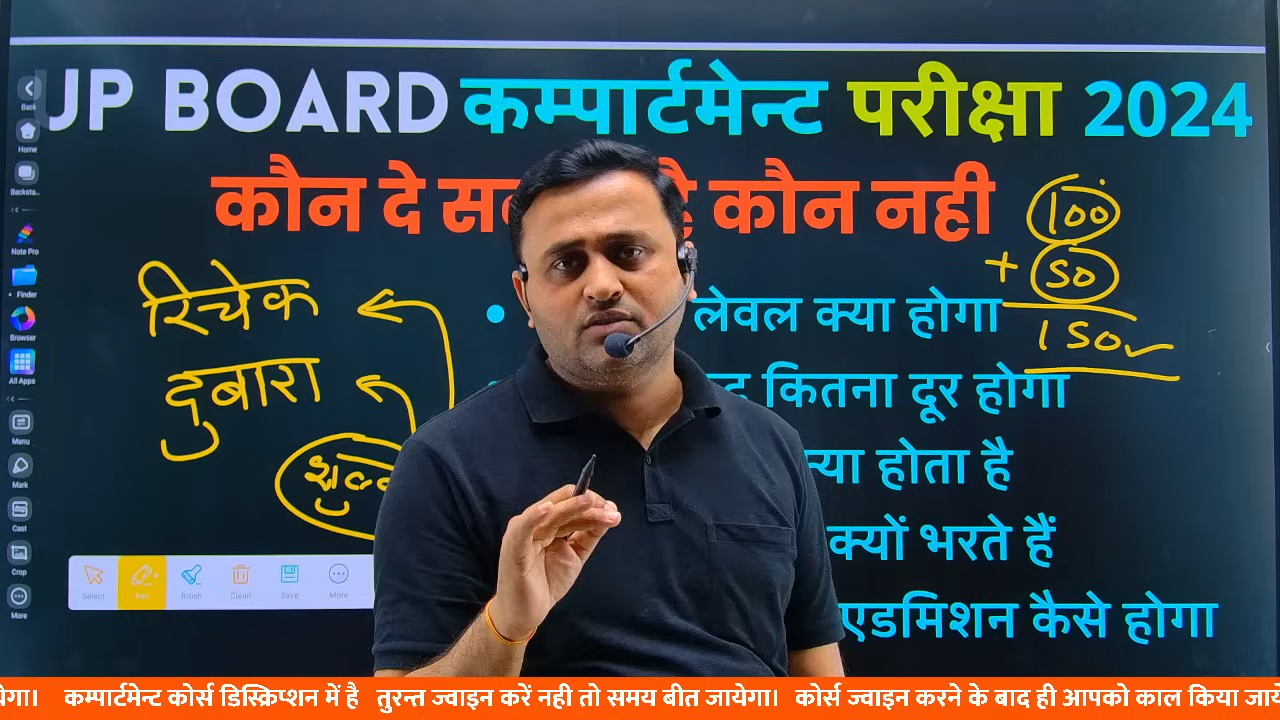 UP BOARD कम्पार्टमेन्ट परीक्षा 2024
कौन दे है कौन नही
100
+ 50
150
रिचेक
दुबारा
लेवल क्या होगा
कितना दूर होगा
होता है
क्यों भरते हैं
एडमिशन कैसे होगा
Back
Home
Backsta..
Note Pro
Finder
Browser
All Apps
Menu
Mark
Cast
Crop
More
Select
Pen
Brush
Clean
Save
More
कम्पार्टमेन्ट कोर्स डिस्क्रिप्शन में है तुरन्त ज्वाइन करें नही तो समय बीत जायेगा। कोर्स ज्वाइन करने के बाद ही आपको काल किया